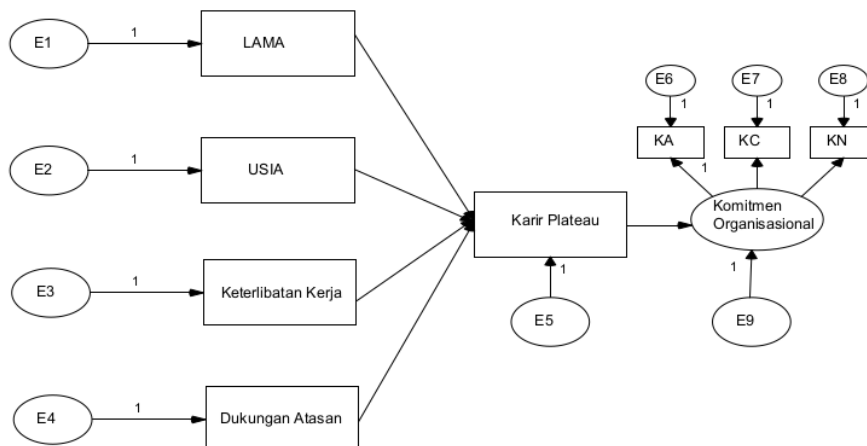 E1
1
LAMA
E2
1
USIA
E3
1
Keterlibatan Kerja
E4
1
Dukungan Atasan
Karir Plateau
1
E5
E6
E7
E8
1
1
1
KA
KC
KN
1
Komitmen
Organisasional
1
E9